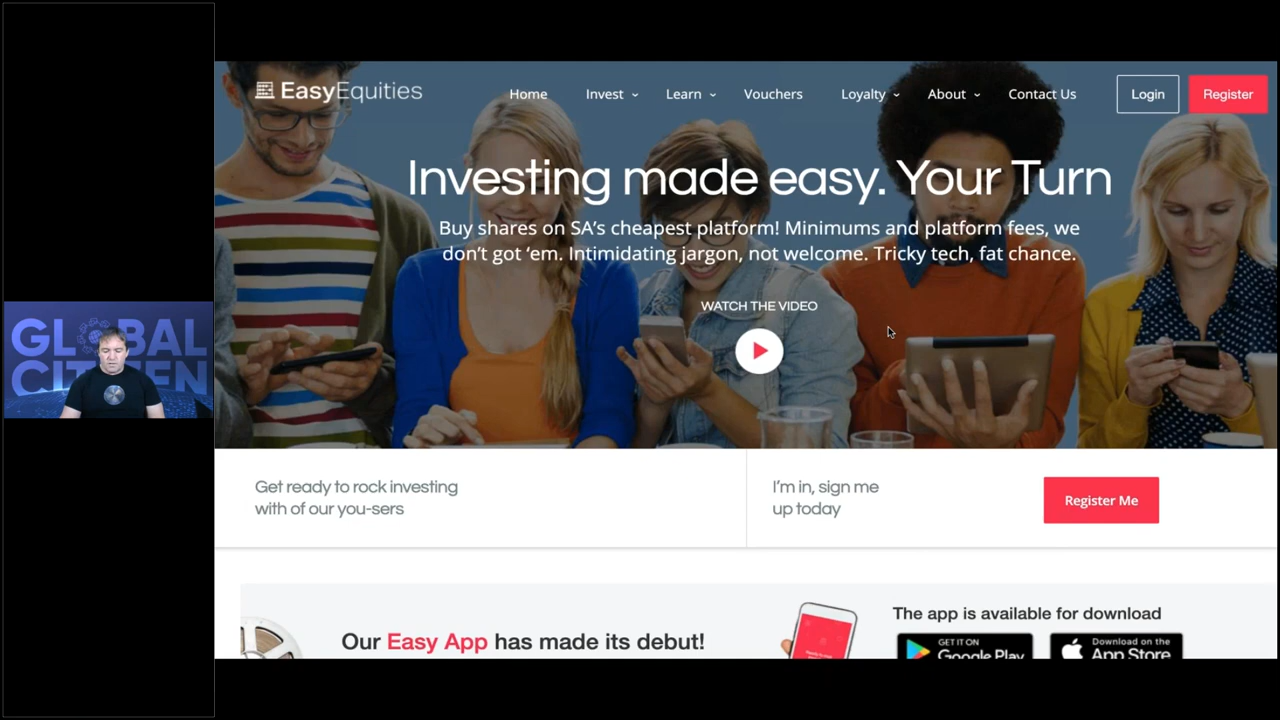 EasyEquities
Home
Invest
Learn
Vouchers
Loyalty
About
Contact Us
Login
Register
Investing made easy. Your Turn
Buy shares on SA's cheapest platform! Minimums and platform fees, we
don't got 'em. Intimidating jargon, not welcome. Tricky tech, fat chance.
WATCH THE VIDEO
GLOBAL
CITIZEN
Get ready to rock investing
with of our you-sers
I'm in, sign me
up today
Register Me
Our Easy App has made its debut!
The app is available for download
GET IT ON
Google Play
Download on the
App Store